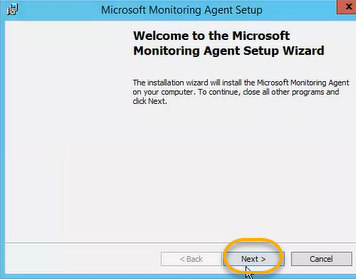 Microsoft Monitoring Agent Setup
Welcome to the Microsoft
Monitoring Agent Setup Wizard
The installation wizard will install the Microsoft Monitoring Agent
on your computer. To continue, close all other programs and
click Next.
< Back
Next >
Cancel